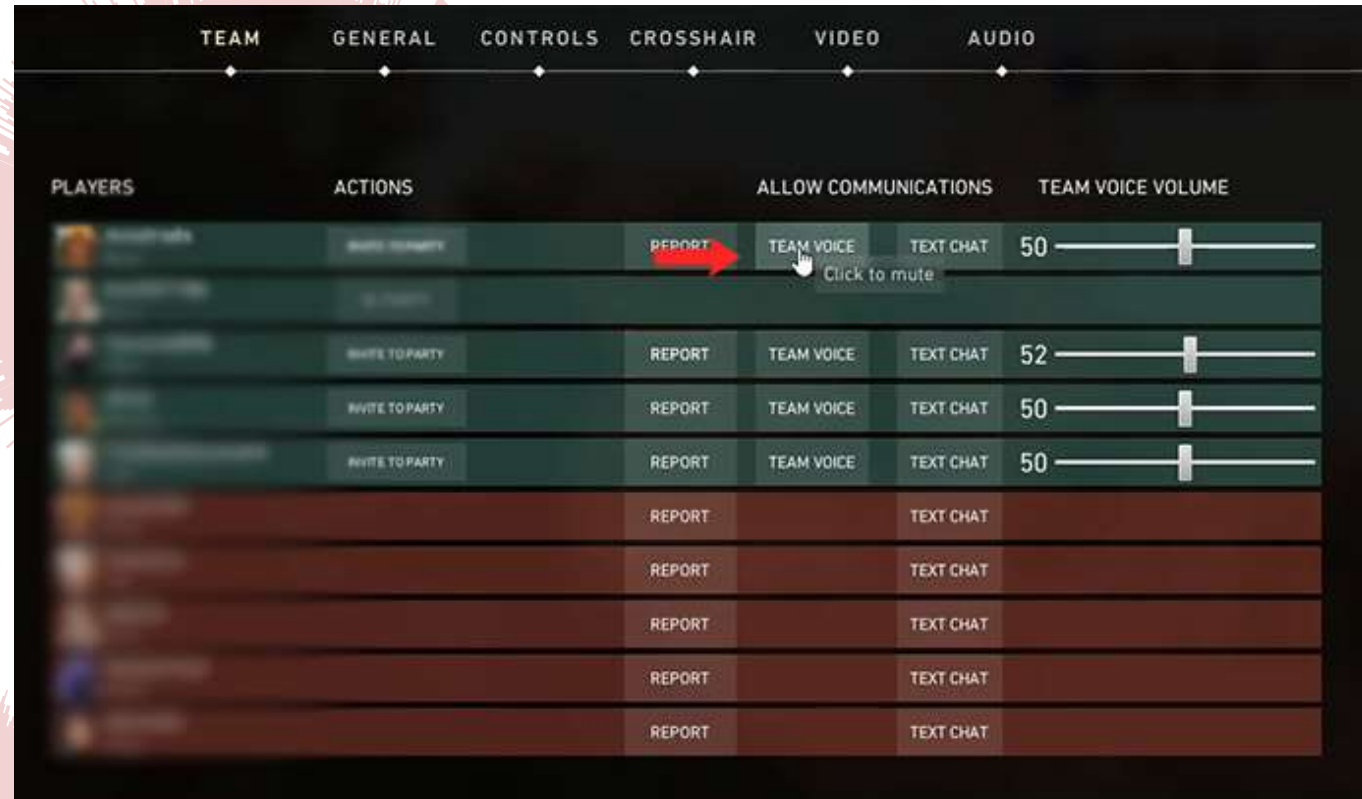 TEAM GENERAL CONTROLS CROSSHAIR VIDEO AUDIO
PLAYERS ACTIONS ALLOW COMMUNICATIONS TEAM VOICE VOLUME
INVITE TO PARTY REPORT TEAM VOICE TEXT CHAT 50
Click to mute
INVITE TO PARTY REPORT TEAM VOICE TEXT CHAT 52
INVITE TO PARTY REPORT TEAM VOICE TEXT CHAT 50
INVITE TO PARTY REPORT TEAM VOICE TEXT CHAT 50
REPORT TEXT CHAT
REPORT TEXT CHAT
REPORT TEXT CHAT
REPORT TEXT CHAT
REPORT TEXT CHAT